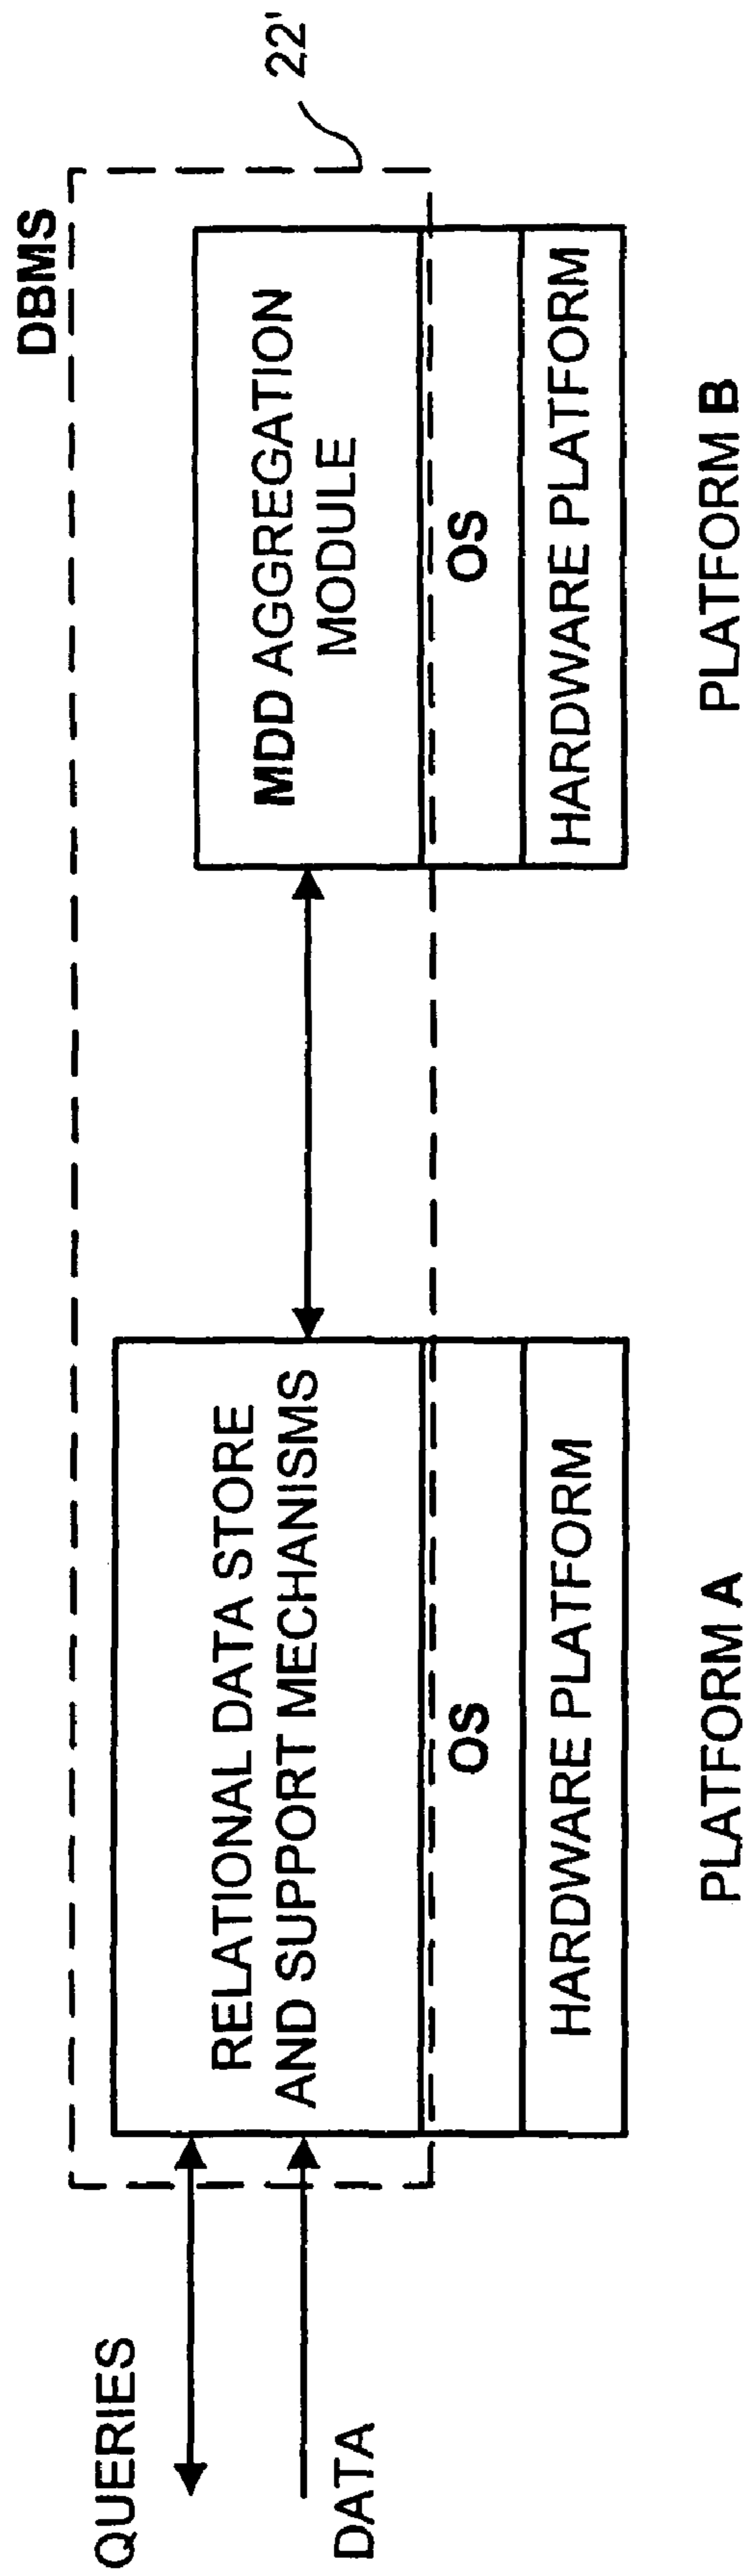 DBMS
22'
QUERIES
DATA
RELATIONAL DATA STORE
AND SUPPORT MECHANISMS
OS
HARDWARE PLATFORM
PLATFORM A
MDD AGGREGATION
MODULE
OS
HARDWARE PLATFORM
PLATFORM B